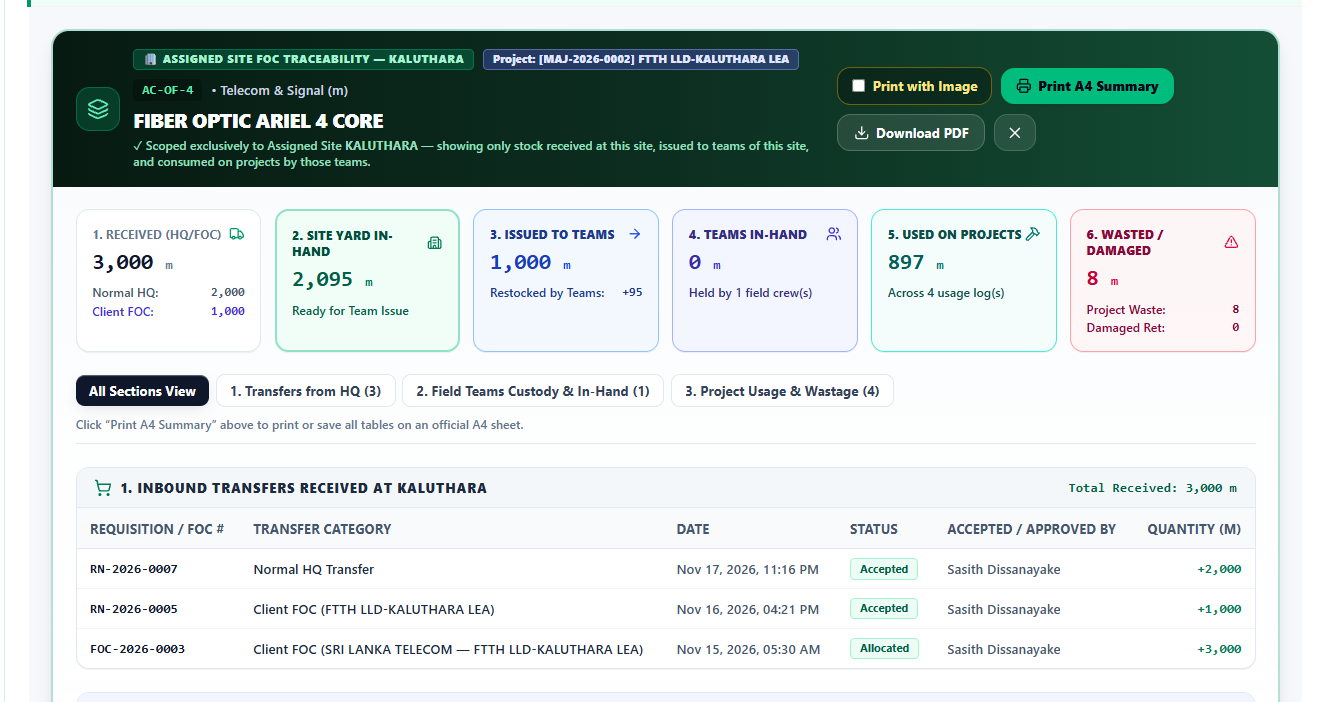 ASSIGNED SITE FOC TRACEABILITY — KALUTHARA
Project: [MAJ-2026-0002] FTTH LLD-KALUTHARA LEA
AC-OF-4 • Telecom & Signal (m)
FIBER OPTIC ARIEL 4 CORE
✓ Scoped exclusively to Assigned Site KALUTHARA — showing only stock received at this site, issued to teams of this site,
and consumed on projects by those teams.
Print with Image
Print A4 Summary
Download PDF
1. RECEIVED (HQ/FOC)
3,000 m
Normal HQ: 2,000
Client FOC: 1,000
2. SITE YARD IN-
HAND
2,095 m
Ready for Team Issue
3. ISSUED TO TEAMS
1,000 m
Restocked by Teams: +95
4. TEAMS IN-HAND
0 m
Held by 1 field crew(s)
5. USED ON PROJECTS
897 m
Across 4 usage log(s)
6. WASTED /
DAMAGED
8 m
Project Waste: 8
Damaged Ret: 0
All Sections View
1. Transfers from HQ (3)
2. Field Teams Custody & In-Hand (1)
3. Project Usage & Wastage (4)
Click “Print A4 Summary” above to print or save all tables on an official A4 sheet.
1. INBOUND TRANSFERS RECEIVED AT KALUTHARA
Total Received: 3,000 m
REQUISITION / FOC # TRANSFER CATEGORY DATE STATUS ACCEPTED / APPROVED BY QUANTITY (M)
RN-2026-0007 Normal HQ Transfer Nov 17, 2026, 11:16 PM Accepted Sasith Dissanayake +2,000
RN-2026-0005 Client FOC (FTTH LLD-KALUTHARA LEA) Nov 16, 2026, 04:21 PM Accepted Sasith Dissanayake +1,000
FOC-2026-0003 Client FOC (SRI LANKA TELECOM — FTTH LLD-KALUTHARA LEA) Nov 15, 2026, 05:30 AM Allocated Sasith Dissanayake +3,000